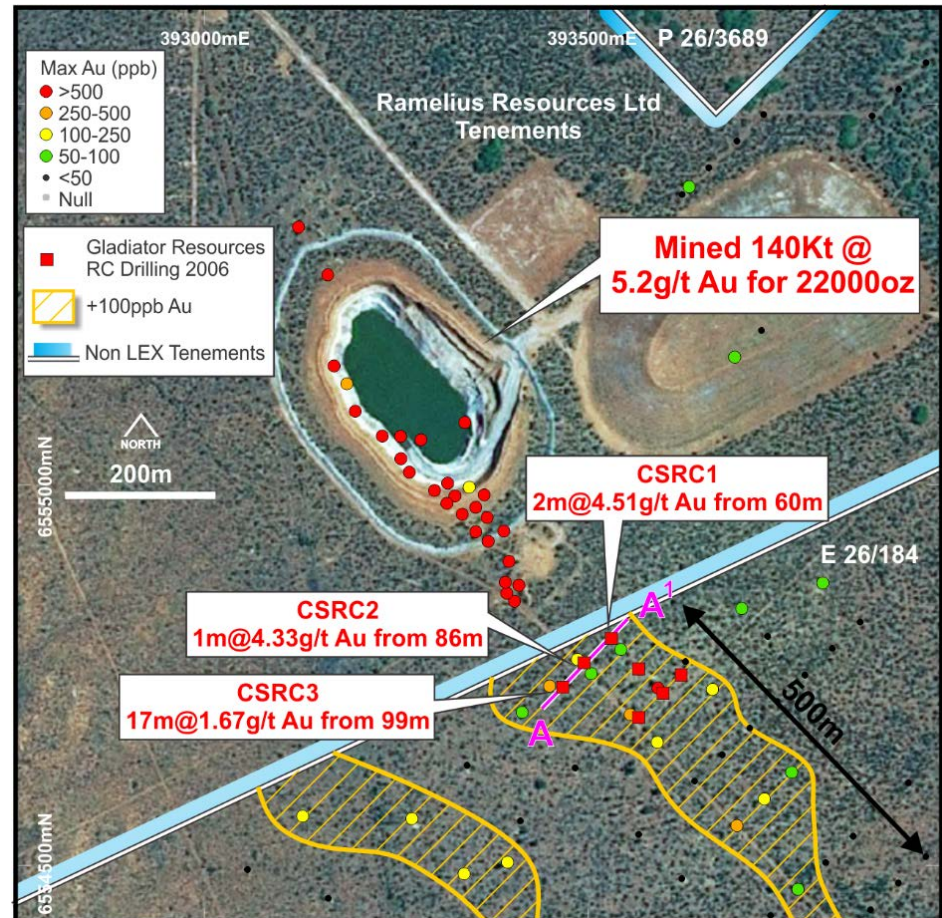 393000mE
393500mE
P 26/3689
Max Au (ppb)
>500
250-500
100-250
50-100
<50
Null
Ramelius Resources Ltd
Tenements
Gladiator Resources
RC Drilling 2006
+100ppb Au
Non LEX Tenements
Mined 140Kt @
5.2g/t Au for 22000oz
NORTH
200m
6555000mN
CSRC1
2m@4.51g/t Au from 60m
E 26/184
A1
CSRC2
1m@4.33g/t Au from 86m
CSRC3
17m@1.67g/t Au from 99m
A
500m
6554500mN